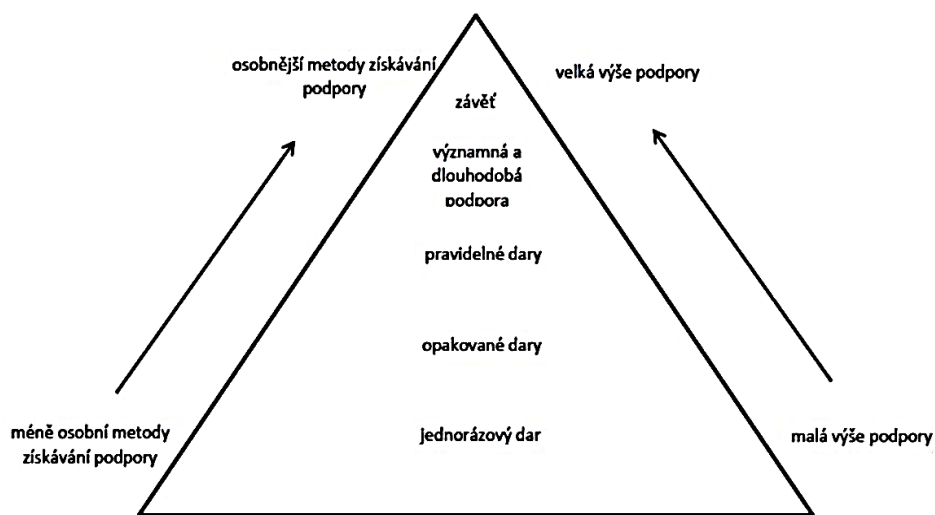 osobnější metody získávání
podpory
velká výše podpory
závěť
významná a
dlouhodobá
podpora
pravidelné dary
opakované dary
jednorázový dar
méně osobní metody
získávání podpory
malá výše podpory